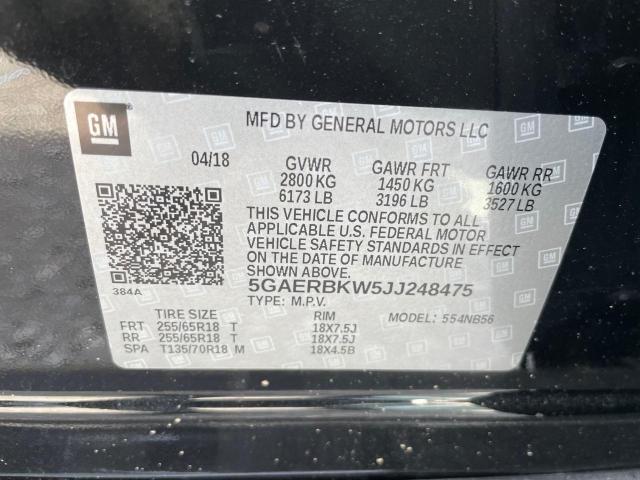 GM
MFD BY GENERAL MOTORS LLC
04/18 GVWR GAWR FRT GAWR RR
2800 KG 1450 KG 1600 KG
6173 LB 3196 LB 3527 LB
THIS VEHICLE CONFORMS TO ALL
APPLICABLE U.S. FEDERAL MOTOR
VEHICLE SAFETY STANDARDS IN EFFECT
ON THE DATE OF MANUFACTURE
SHOWN ABOVE.
384A 5GAERBKW5JJ248475
TYPE: M.P.V. MODEL: 554NB56
TIRE SIZE RIM
FRT 255/65R18 T 18X7.5J
RR 255/65R18 T 18X7.5J
SPA T135/70R18 M 18X4.5B